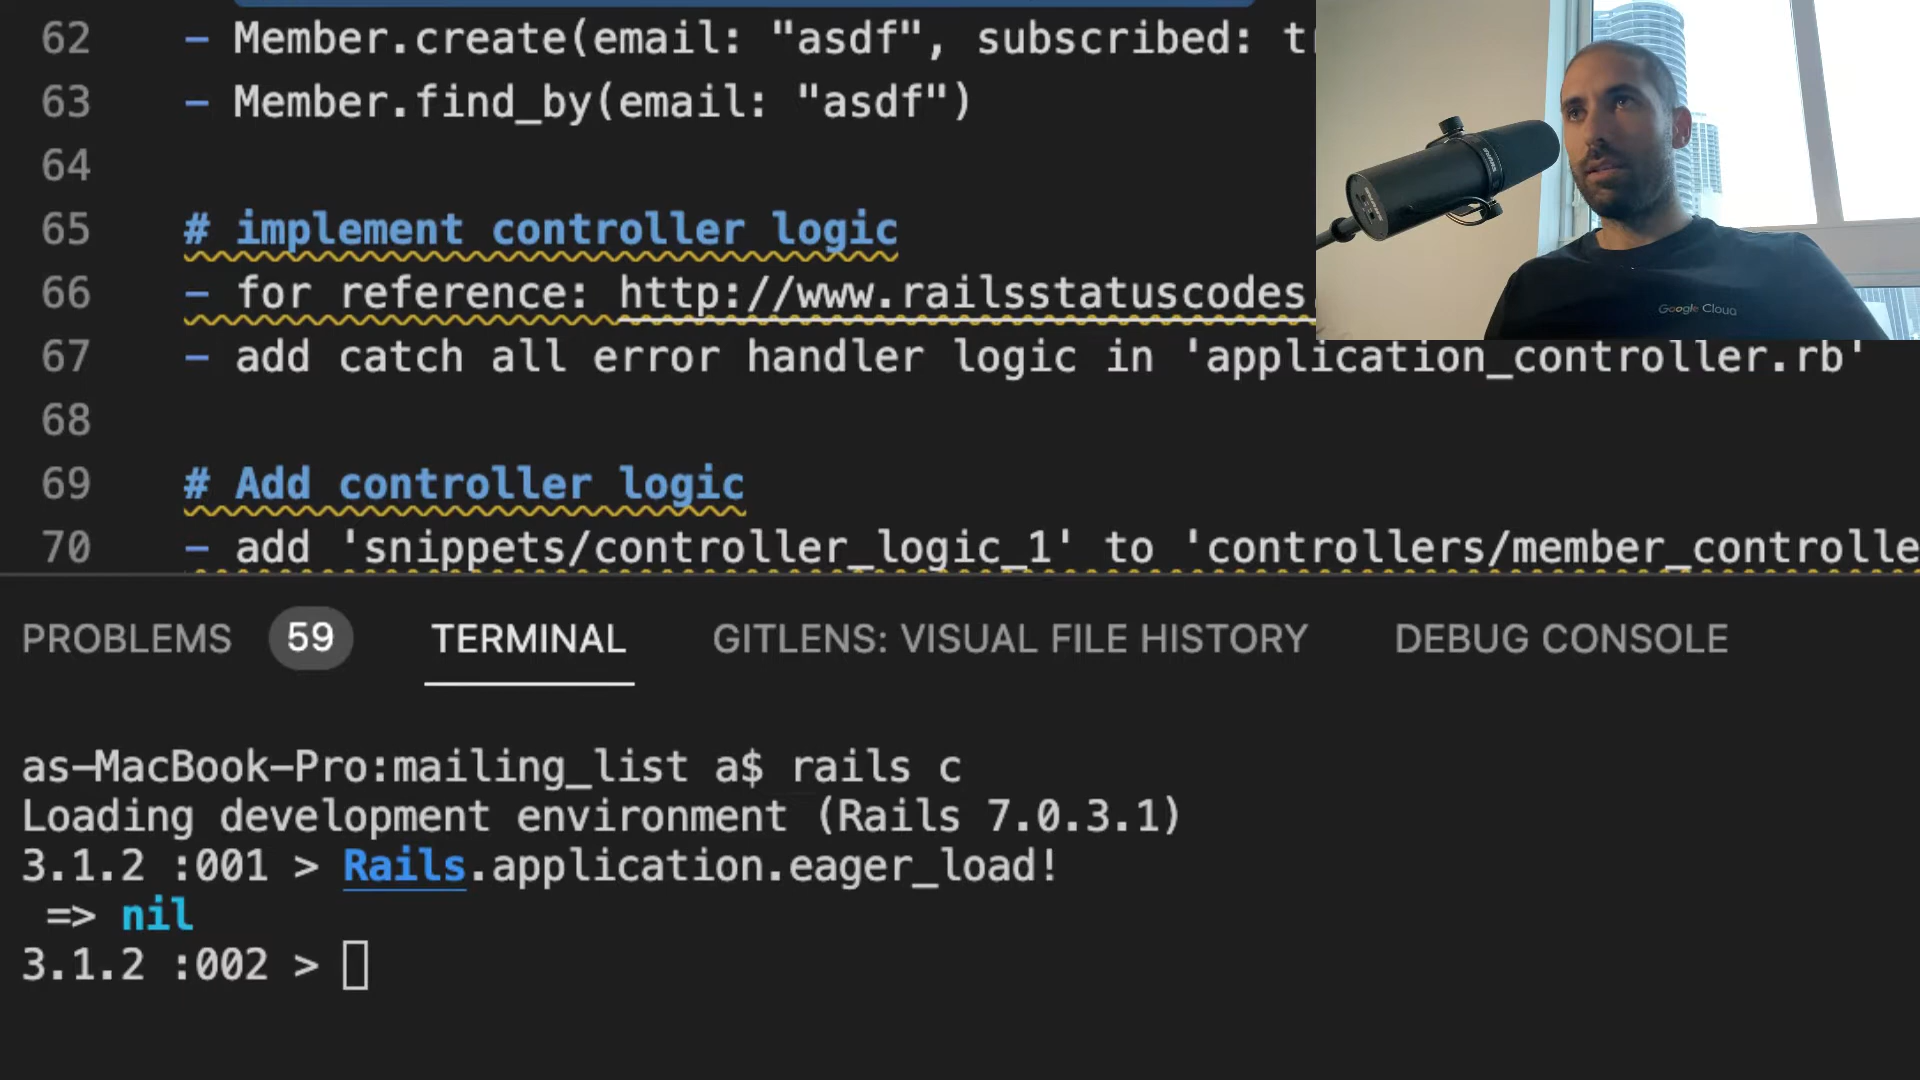 62 - Member.create(email: "asdf", subscribed:
63 - Member.find_by(email: "asdf")
64
65 # implement controller logic
66 - for reference: http://www.railsstatuscodes.
67 - add catch all error handler logic in 'application_controller.rb'
68
69 # Add controller logic
70 - add 'snippets/controller_logic_1' to 'controllers/member_controlle
Google Cloud
PROBLEMS 59 TERMINAL GITLENS: VISUAL FILE HISTORY DEBUG CONSOLE
as-MacBook-Pro:mailing_list a$ rails c
Loading development environment (Rails 7.0.3.1)
3.1.2 :001 > Rails.application.eager_load!
=> nil
3.1.2 :002 >